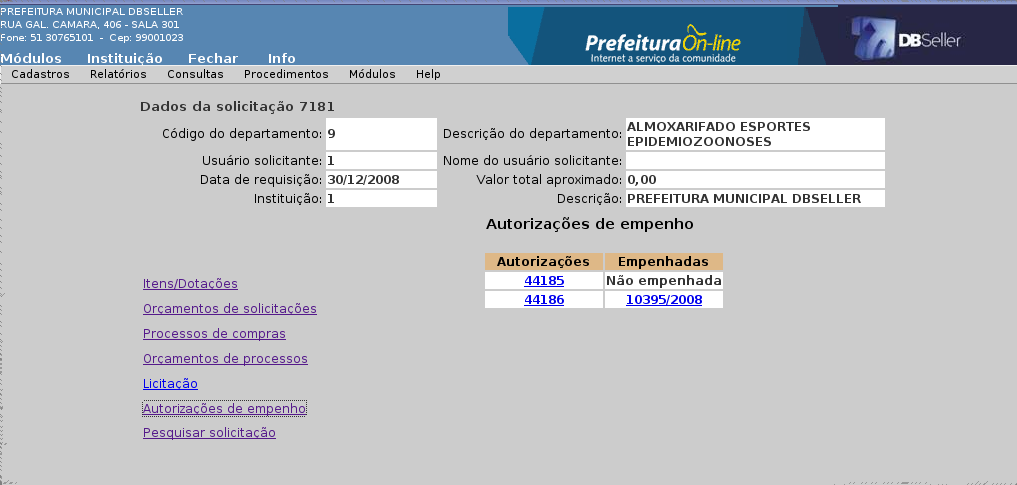 PREFEITURA MUNICIPAL DBSELLER
RUA GAL. CAMARA, 406 - SALA 301
Fone: 51 30765101 - Cep: 99001023
PrefeituraOn-line
Internet a serviço da comunidade
DBSeller
Módulos Instituição Fechar Info
Cadastros Relatórios Consultas Procedimentos Módulos Help
Dados da solicitação 7181
Código do departamento: 9 Descrição do departamento: ALMOXARIFADO ESPORTES
EPIDEMIOZOONOSES
Usuário solicitante: 1 Nome do usuário solicitante:
Data de requisição: 30/12/2008 Valor total aproximado: 0,00
Instituição: 1 Descrição: PREFEITURA MUNICIPAL DBSELLER
Autorizações de empenho
Autorizações Empenhadas
44185 Não empenhada
44186 10395/2008
Itens/Dotações
Orçamentos de solicitações
Processos de compras
Orçamentos de processos
Licitação
Autorizações de empenho
Pesquisar solicitação